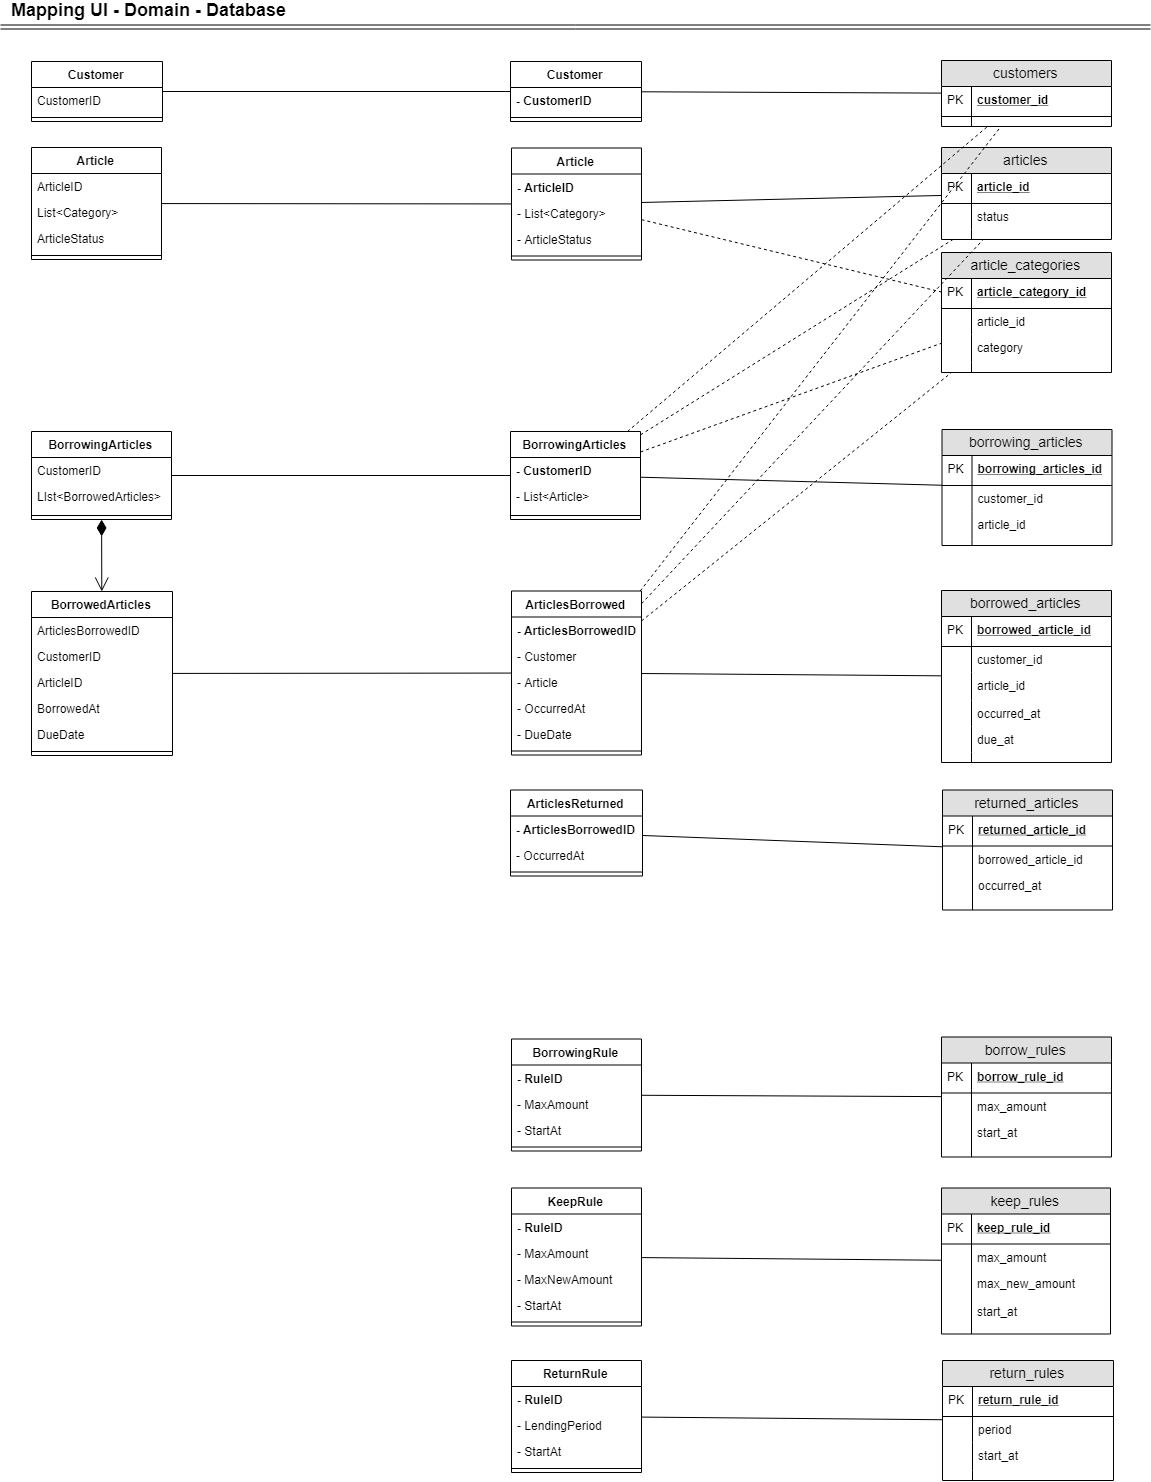 Mapping UI - Domain - Database
Customer
CustomerID
Customer
- CustomerID
customers
PK customer_id
Article
ArticleID
List<Category>
ArticleStatus
Article
- ArticleID
- List<Category>
- ArticleStatus
articles
PK article_id
status
article_categories
PK article_category_id
article_id
category
BorrowingArticles
CustomerID
LIst<BorrowedArticles>
BorrowingArticles
- CustomerID
- List<Article>
borrowing_articles
PK borrowing_articles_id
customer_id
article_id
BorrowedArticles
ArticlesBorrowedID
CustomerID
ArticleID
BorrowedAt
DueDate
ArticlesBorrowed
- ArticlesBorrowedID
- Customer
- Article
- OccurredAt
- DueDate
borrowed_articles
PK borrowed_article_id
customer_id
article_id
occurred_at
due_at
ArticlesReturned
- ArticlesBorrowedID
- OccurredAt
returned_articles
PK returned_article_id
borrowed_article_id
occurred_at
BorrowingRule
- RuleID
- MaxAmount
- StartAt
borrow_rules
PK borrow_rule_id
max_amount
start_at
KeepRule
- RuleID
- MaxAmount
- MaxNewAmount
- StartAt
keep_rules
PK keep_rule_id
max_amount
max_new_amount
start_at
ReturnRule
- RuleID
- LendingPeriod
- StartAt
return_rules
PK return_rule_id
period
start_at